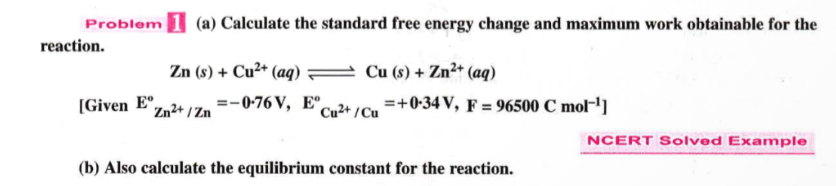 Problem 1 (a) Calculate the standard free energy change and maximum work obtainable for the
reaction.
Zn (s) + Cu²⁺ (aq) ⇌ Cu (s) + Zn²⁺ (aq)
[Given E°Zn²⁺ / Zn =−0·76 V, E°Cu²⁺ / Cu =+0·34 V, F = 96500 C mol⁻¹]
NCERT Solved Example
(b) Also calculate the equilibrium constant for the reaction.